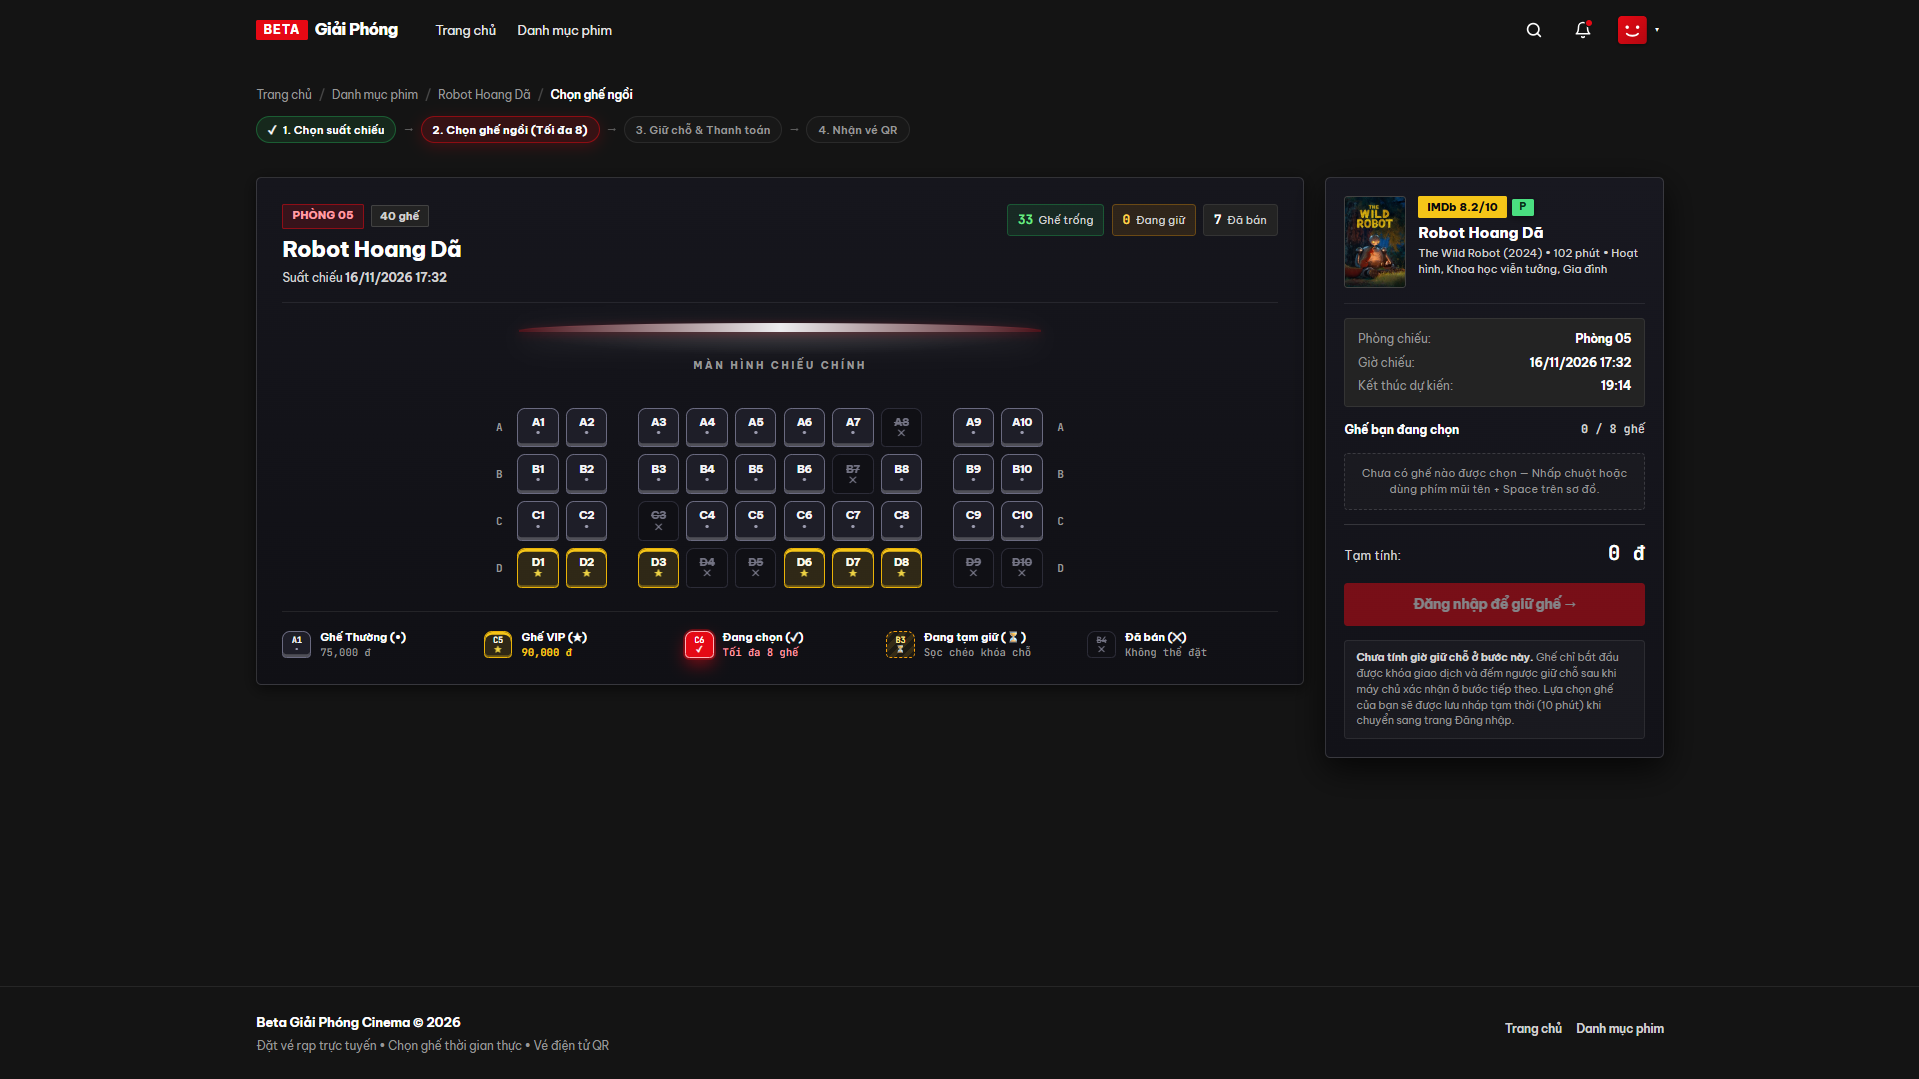 BETA Giải Phóng
Trang chủ
Danh mục phim
Trang chủ / Danh mục phim / Robot Hoang Dã / Chọn ghế ngồi
✓ 1. Chọn suất chiếu → 2. Chọn ghế ngồi (Tối đa 8) → 3. Giữ chỗ & Thanh toán → 4. Nhận vé QR
PHÒNG 05
40 ghế
33 Ghế trống
0 Đang giữ
7 Đã bán
Robot Hoang Dã
Suất chiếu 16/11/2026 17:32
MÀN HÌNH CHIẾU CHÍNH
A A1 A2 A3 A4 A5 A6 A7 A8 A9 A10 A
B B1 B2 B3 B4 B5 B6 B7 B8 B9 B10 B
C C1 C2 C3 C4 C5 C6 C7 C8 C9 C10 C
D D1 D2 D3 D4 D5 D6 D7 D8 D9 D10 D
A1 Ghế Thường (•)
75,000 đ
C5 Ghế VIP (★)
90,000 đ
C6 Đang chọn (✓)
Tối đa 8 ghế
B3 Đang tạm giữ (⏳)
Sọc chéo khóa chỗ
B4 Đã bán (✕)
Không thể đặt
THE WILD ROBOT
IMDb 8.2/10 P
Robot Hoang Dã
The Wild Robot (2024) • 102 phút • Hoạt
hình, Khoa học viễn tưởng, Gia đình
Phòng chiếu: Phòng 05
Giờ chiếu: 16/11/2026 17:32
Kết thúc dự kiến: 19:14
Ghế bạn đang chọn 0 / 8 ghế
Chưa có ghế nào được chọn — Nhấp chuột hoặc
dùng phím mũi tên + Space trên sơ đồ.
Tạm tính: 0 đ
Đăng nhập để giữ ghế →
Chưa tính giờ giữ chỗ ở bước này. Ghế chỉ bắt đầu
được khóa giao dịch và đếm ngược giữ chỗ sau khi
máy chủ xác nhận ở bước tiếp theo. Lựa chọn ghế
của bạn sẽ được lưu nháp tạm thời (10 phút) khi
chuyển sang trang Đăng nhập.
Beta Giải Phóng Cinema © 2026
Đặt vé rạp trực tuyến • Chọn ghế thời gian thực • Vé điện tử QR
Trang chủ
Danh mục phim